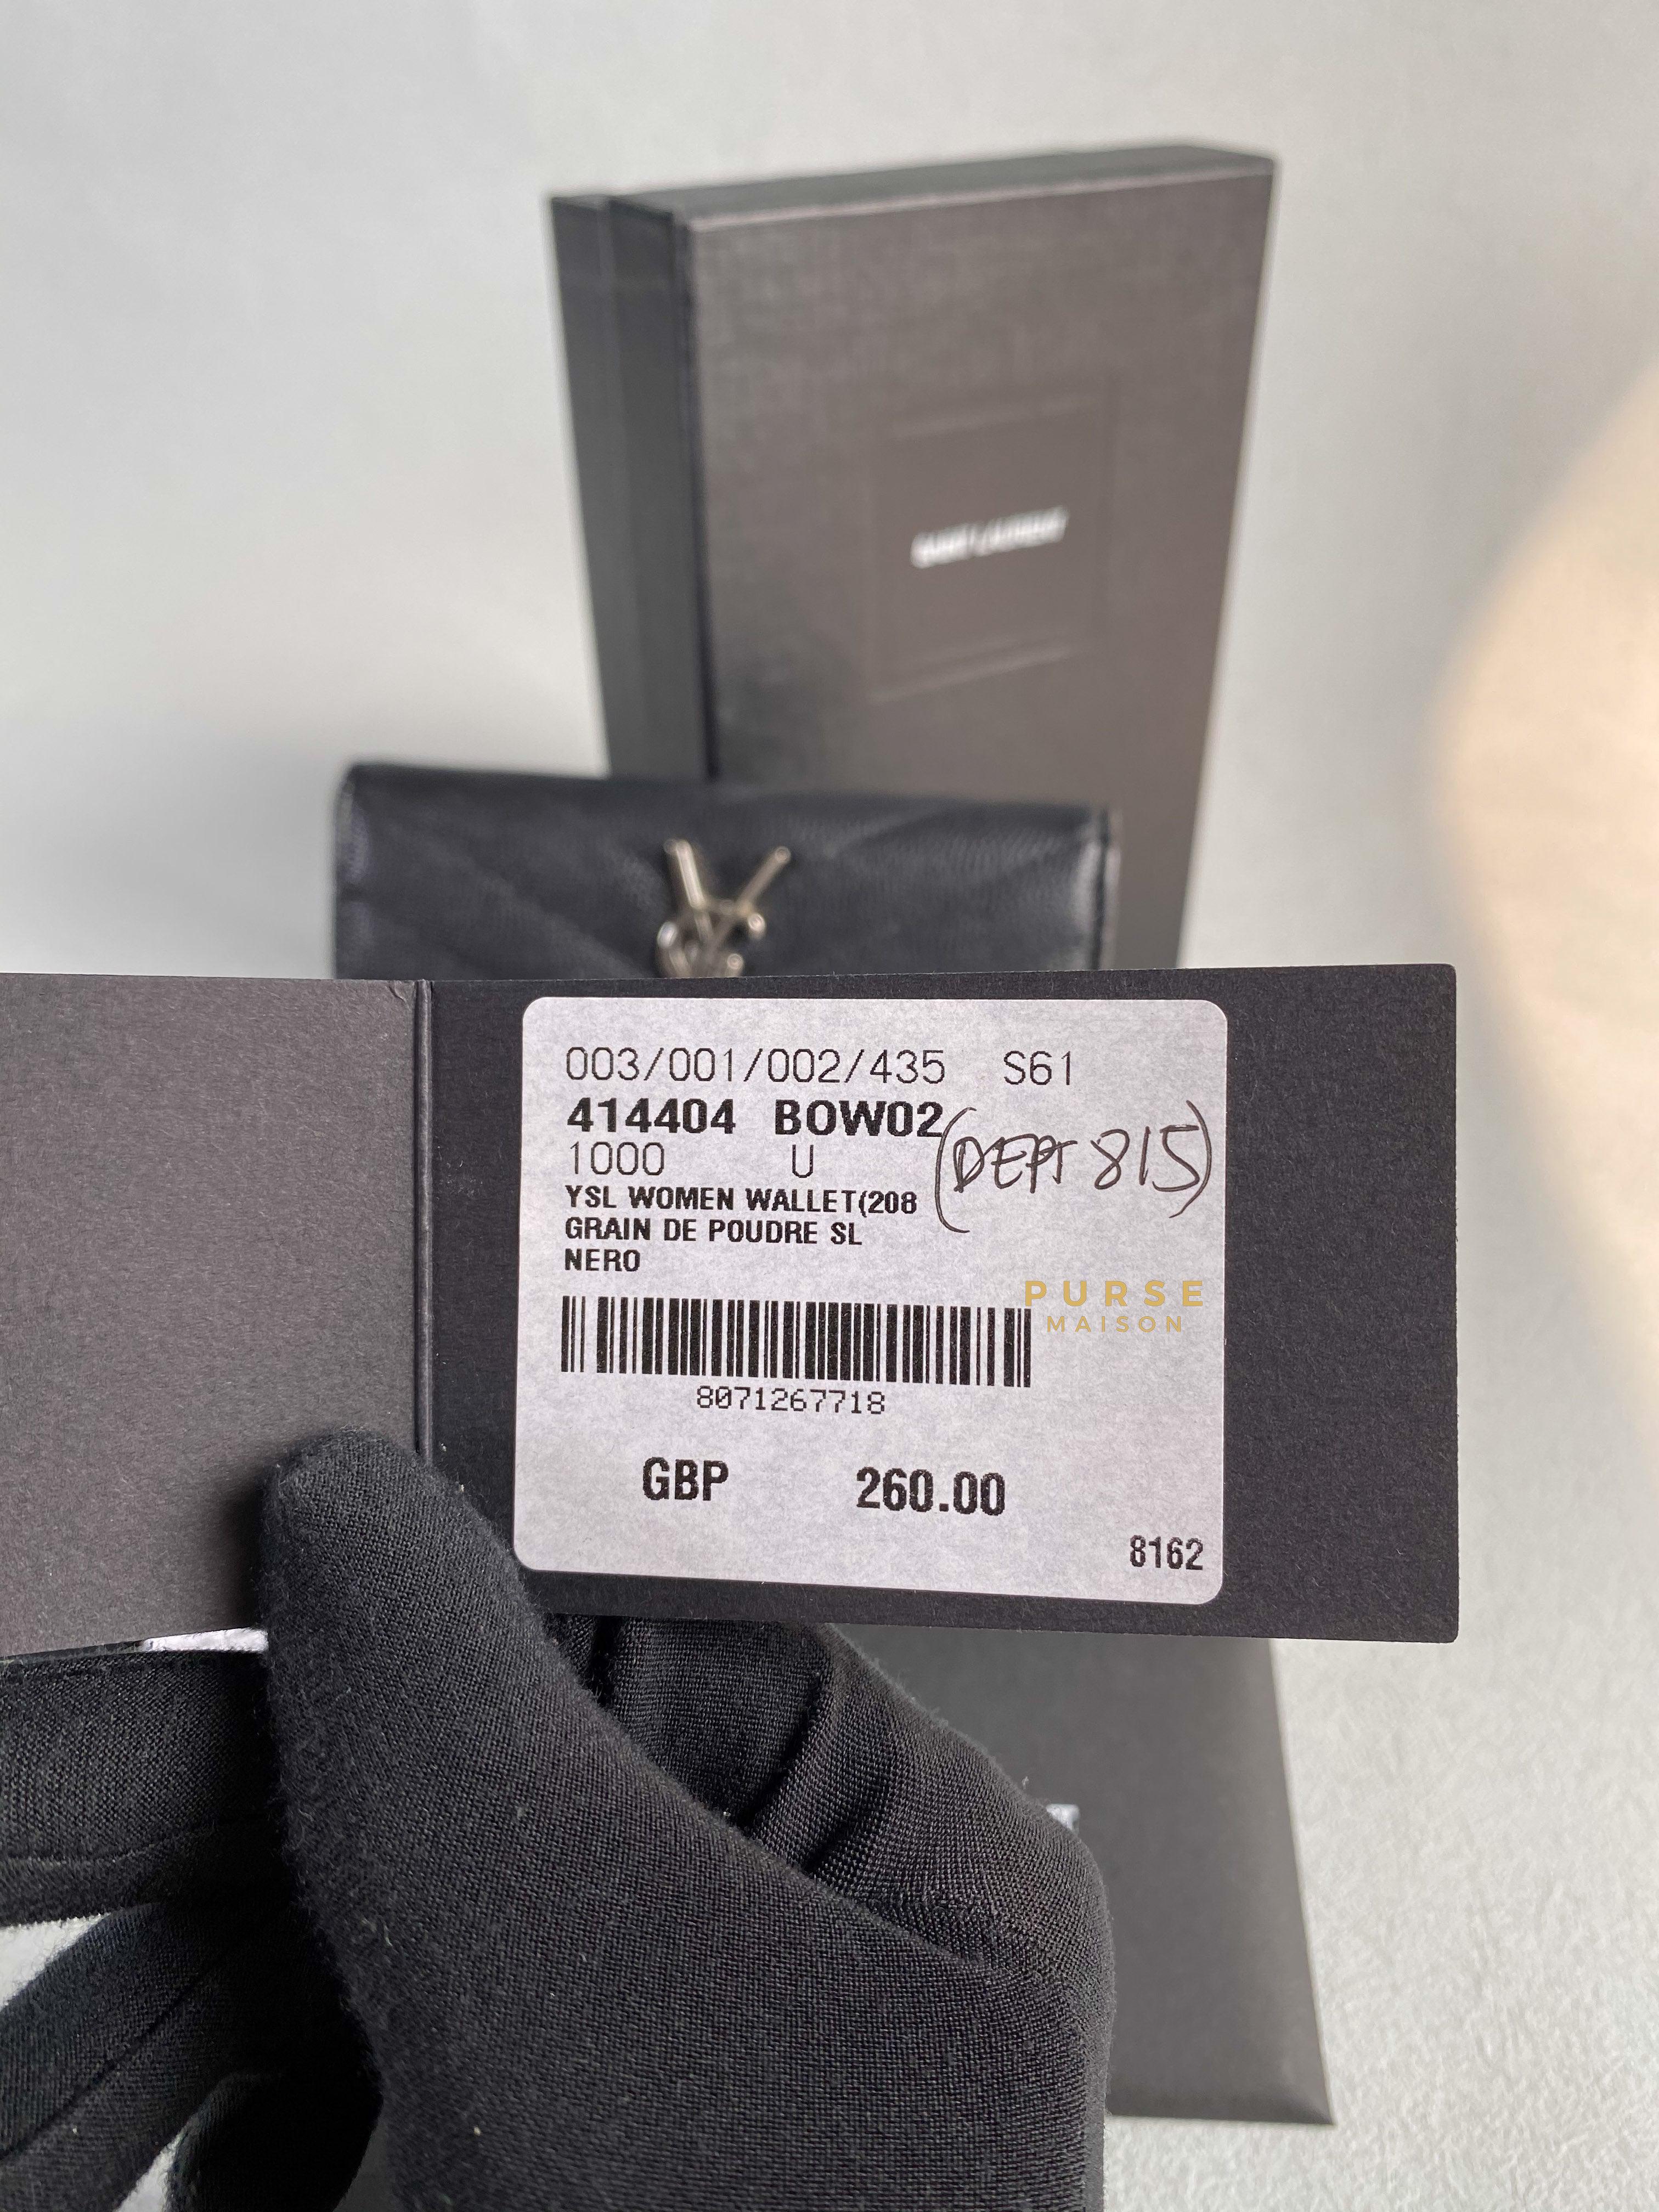 SAINT LAURENT
003/001/002/435 S61
414404 BOW02
(DEPT 815)
1000 U
YSL WOMEN WALLET(208
GRAIN DE POUDRE SL
NERO
PURSE
MAISON
8071267718
GBP 260.00
8162